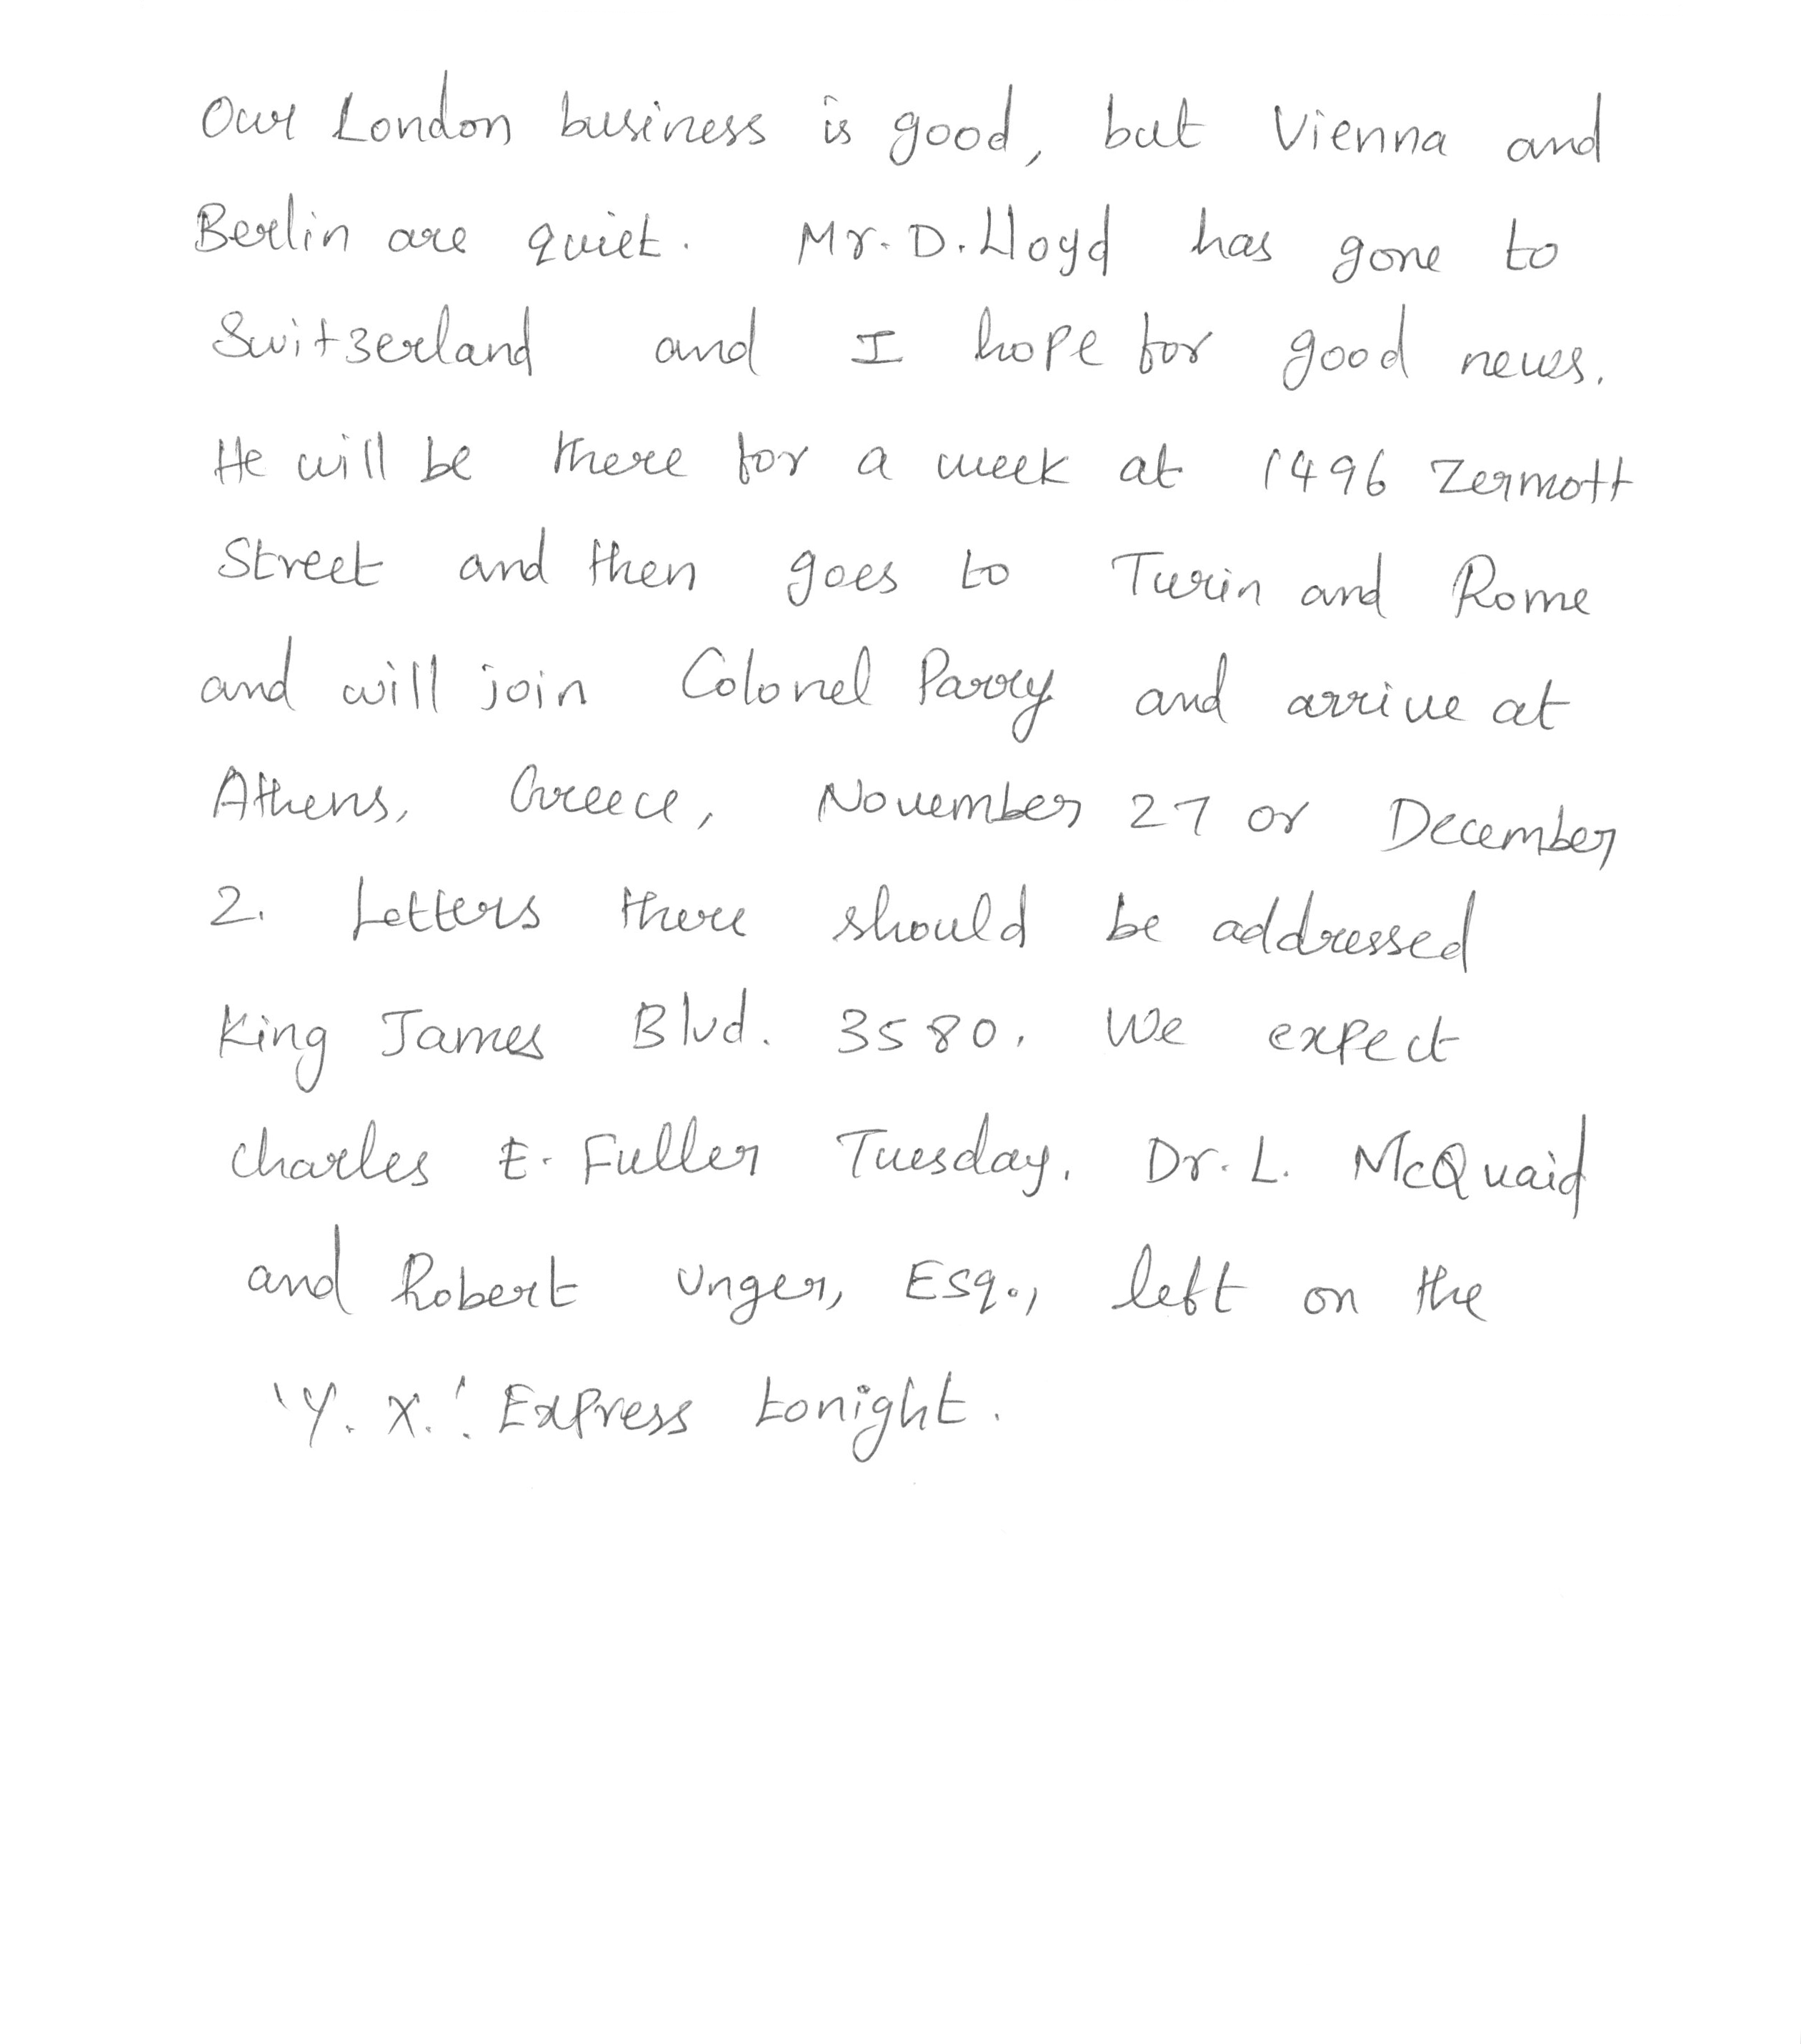 Our London business is good, but Vienna and
Berlin are quiet. Mr. D. Lloyd has gone to
Switzerland and I hope for good news.
He will be there for a week at 1496 Zermott
Street and then goes to Turin and Rome
and will join Colonel Parry and arrive at
Athens, Greece, November 27 or December
2. Letters there should be addressed
King James Blvd. 3580. We expect
Charles E. Fuller Tuesday. Dr. L. McQuaid
and Robert Unger, Esq., left on the
'Y. X.' Express tonight.